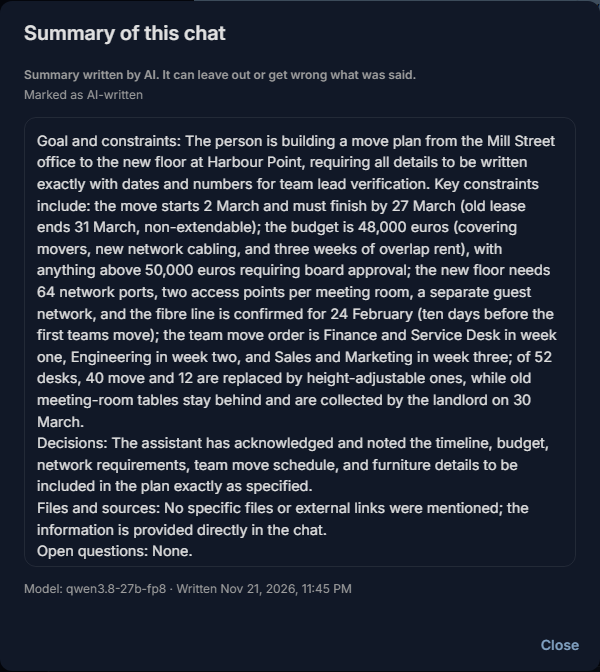 Summary of this chat
Summary written by AI. It can leave out or get wrong what was said.
Marked as AI-written
Goal and constraints: The person is building a move plan from the Mill Street
office to the new floor at Harbour Point, requiring all details to be written
exactly with dates and numbers for team lead verification. Key constraints
include: the move starts 2 March and must finish by 27 March (old lease
ends 31 March, non-extendable); the budget is 48,000 euros (covering
movers, new network cabling, and three weeks of overlap rent), with
anything above 50,000 euros requiring board approval; the new floor needs
64 network ports, two access points per meeting room, a separate guest
network, and the fibre line is confirmed for 24 February (ten days before the
first teams move); the team move order is Finance and Service Desk in week
one, Engineering in week two, and Sales and Marketing in week three; of 52
desks, 40 move and 12 are replaced by height-adjustable ones, while old
meeting-room tables stay behind and are collected by the landlord on 30
March.
Decisions: The assistant has acknowledged and noted the timeline, budget,
network requirements, team move schedule, and furniture details to be
included in the plan exactly as specified.
Files and sources: No specific files or external links were mentioned; the
information is provided directly in the chat.
Open questions: None.
Model: qwen3.8-27b-fp8 · Written Nov 21, 2026, 11:45 PM
Close